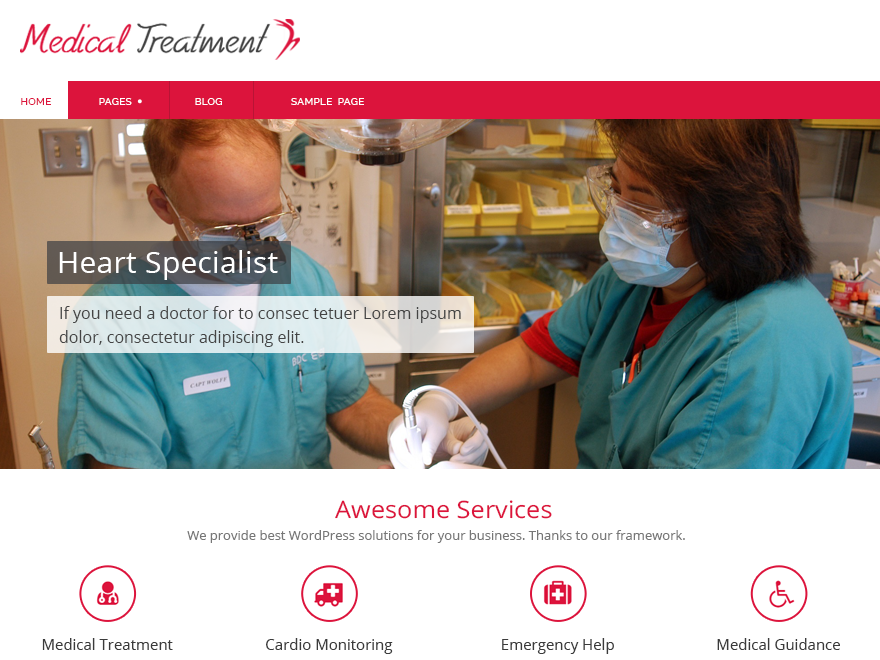 Medical Treatment
HOME
PAGES
BLOG
SAMPLE PAGE
Heart Specialist
If you need a doctor for to consec tetuer Lorem ipsum
dolor, consectetur adipiscing elit.
CAPT WOLFF
Awesome Services
We provide best WordPress solutions for your business. Thanks to our framework.
Medical Treatment
Cardio Monitoring
Emergency Help
Medical Guidance